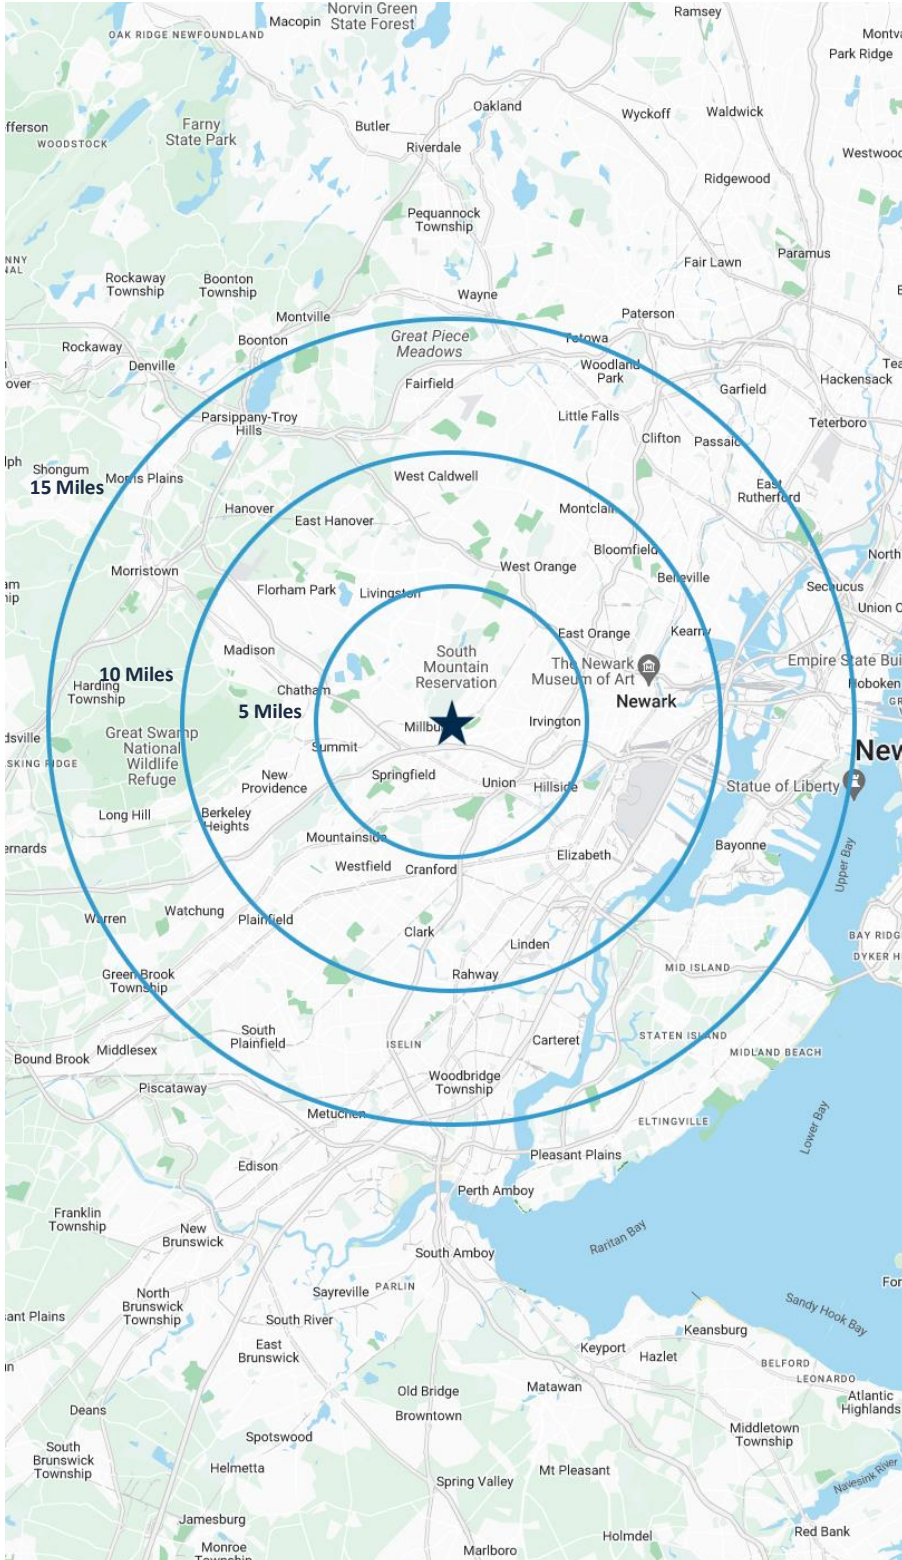 Norvin Green
State Forest
Ramsey
Macopin
OAK RIDGE NEWFOUNDLAND
Park Ridge
Oakland
Wyckoff
Waldwick
Farny
State Park
Butler
WOODSTOCK
Riverdale
Ridgewood
Pequannock
Township
Paramus
Fair Lawn
Rockaway
Township
Boonton
Township
Wayne
Montville
Paterson
Great Piece
Meadows
Totowa
Boonton
Rockaway
Denville
Woodland
Park
Hackensack
Fairfield
Garfield
Parsippany-Troy
Hills
Little Falls
Teterboro
Clifton
Passaic
Shongum
15 Miles
Morris Plains
West Caldwell
East
Rutherford
Hanover
East Hanover
Montclair
Bloomfield
Morristown
West Orange
Belleville
Secaucus
Florham Park
Livingston
North
Union C
East Orange
Kearny
Madison
South
Mountain
Reservation
The Newark
Museum of Art
Empire State Bui
10 Miles
Harding
Township
Chatham
Newark
Hoboken
5 Miles
Irvington
Millbu
Great Swamp
National
Wildlife
Refuge
Summit
New
SKING RIDGE
New
Providence
Springfield
Union
Hillside
Statue of Liberty
Long Hill
Berkeley
Heights
Mountainside
Bayonne
Upper Bay
Westfield
Cranford
Elizabeth
Warren
Watchung
Plainfield
Clark
Linden
BAY RIDG
DYKER H
Green Brook
Township
Rahway
MID ISLAND
South
Plainfield
ISELIN
Carteret
STATEN ISLAND
Bound Brook
Middlesex
MIDLAND BEACH
Piscataway
Woodbridge
Township
Metuchen
ELTINGVILLE
Lower Bay
Edison
Pleasant Plains
Perth Amboy
Franklin
Township
New
Brunswick
Raritan Bay
South Amboy
Sayreville
PARLIN
North
Brunswick
Township
South River
Sandy Hook Bay
East
Brunswick
Keansburg
Keyport
Hazlet
BELFORD
LEONARDO
Old Bridge
Matawan
Atlantic
Highlands
Deans
Browntown
Middletown
Township
Spotswood
South
Brunswick
Township
Helmetta
Mt Pleasant
Spring Valley
Navesink River
Jamesburg
Red Bank
Monroe
Township
Holmdel
Marlboro